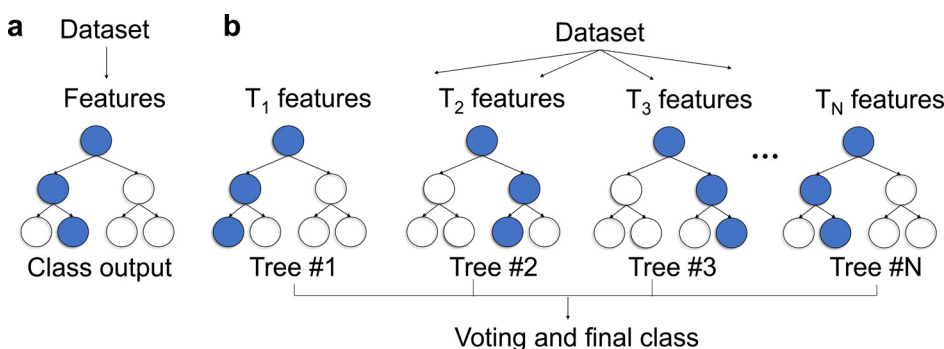 a
Dataset
Features
Class output
b
Dataset
T₁ features
T₂ features
T₃ features
...
T_N features
Tree #1
Tree #2
Tree #3
Tree #N
Voting and final class